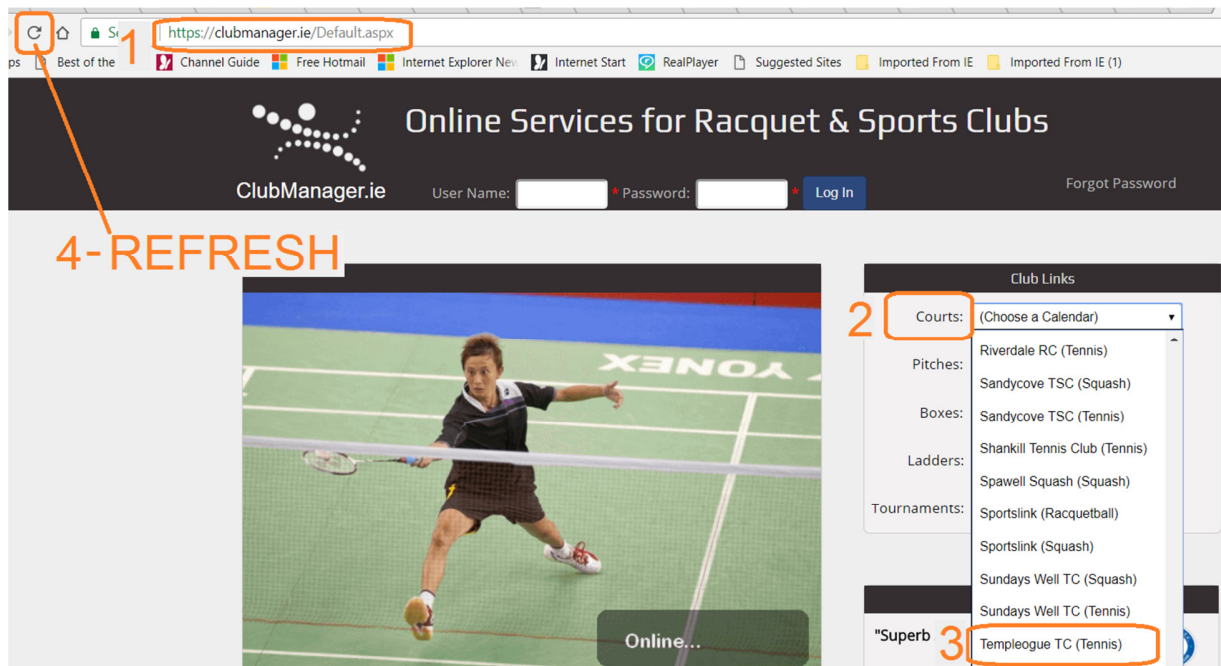 Se
1
https://clubmanager.ie/Default.aspx
ps Best of the Channel Guide Free Hotmail Internet Explorer New Internet Start RealPlayer Suggested Sites Imported From IE Imported From IE (1)
Online Services for Racquet & Sports Clubs
ClubManager.ie
User Name: * Password: * Log In
Forgot Password
4-REFRESH
Club Links
2
Courts: (Choose a Calendar)
Riverdale RC (Tennis)
Pitches:
Sandycove TSC (Squash)
Boxes:
Sandycove TSC (Tennis)
Shankill Tennis Club (Tennis)
Ladders:
Spawell Squash (Squash)
Tournaments:
Sportslink (Racquetball)
Sportslink (Squash)
Sundays Well TC (Squash)
Sundays Well TC (Tennis)
"Superb
3
Templeogue TC (Tennis)
YONEX
Online...